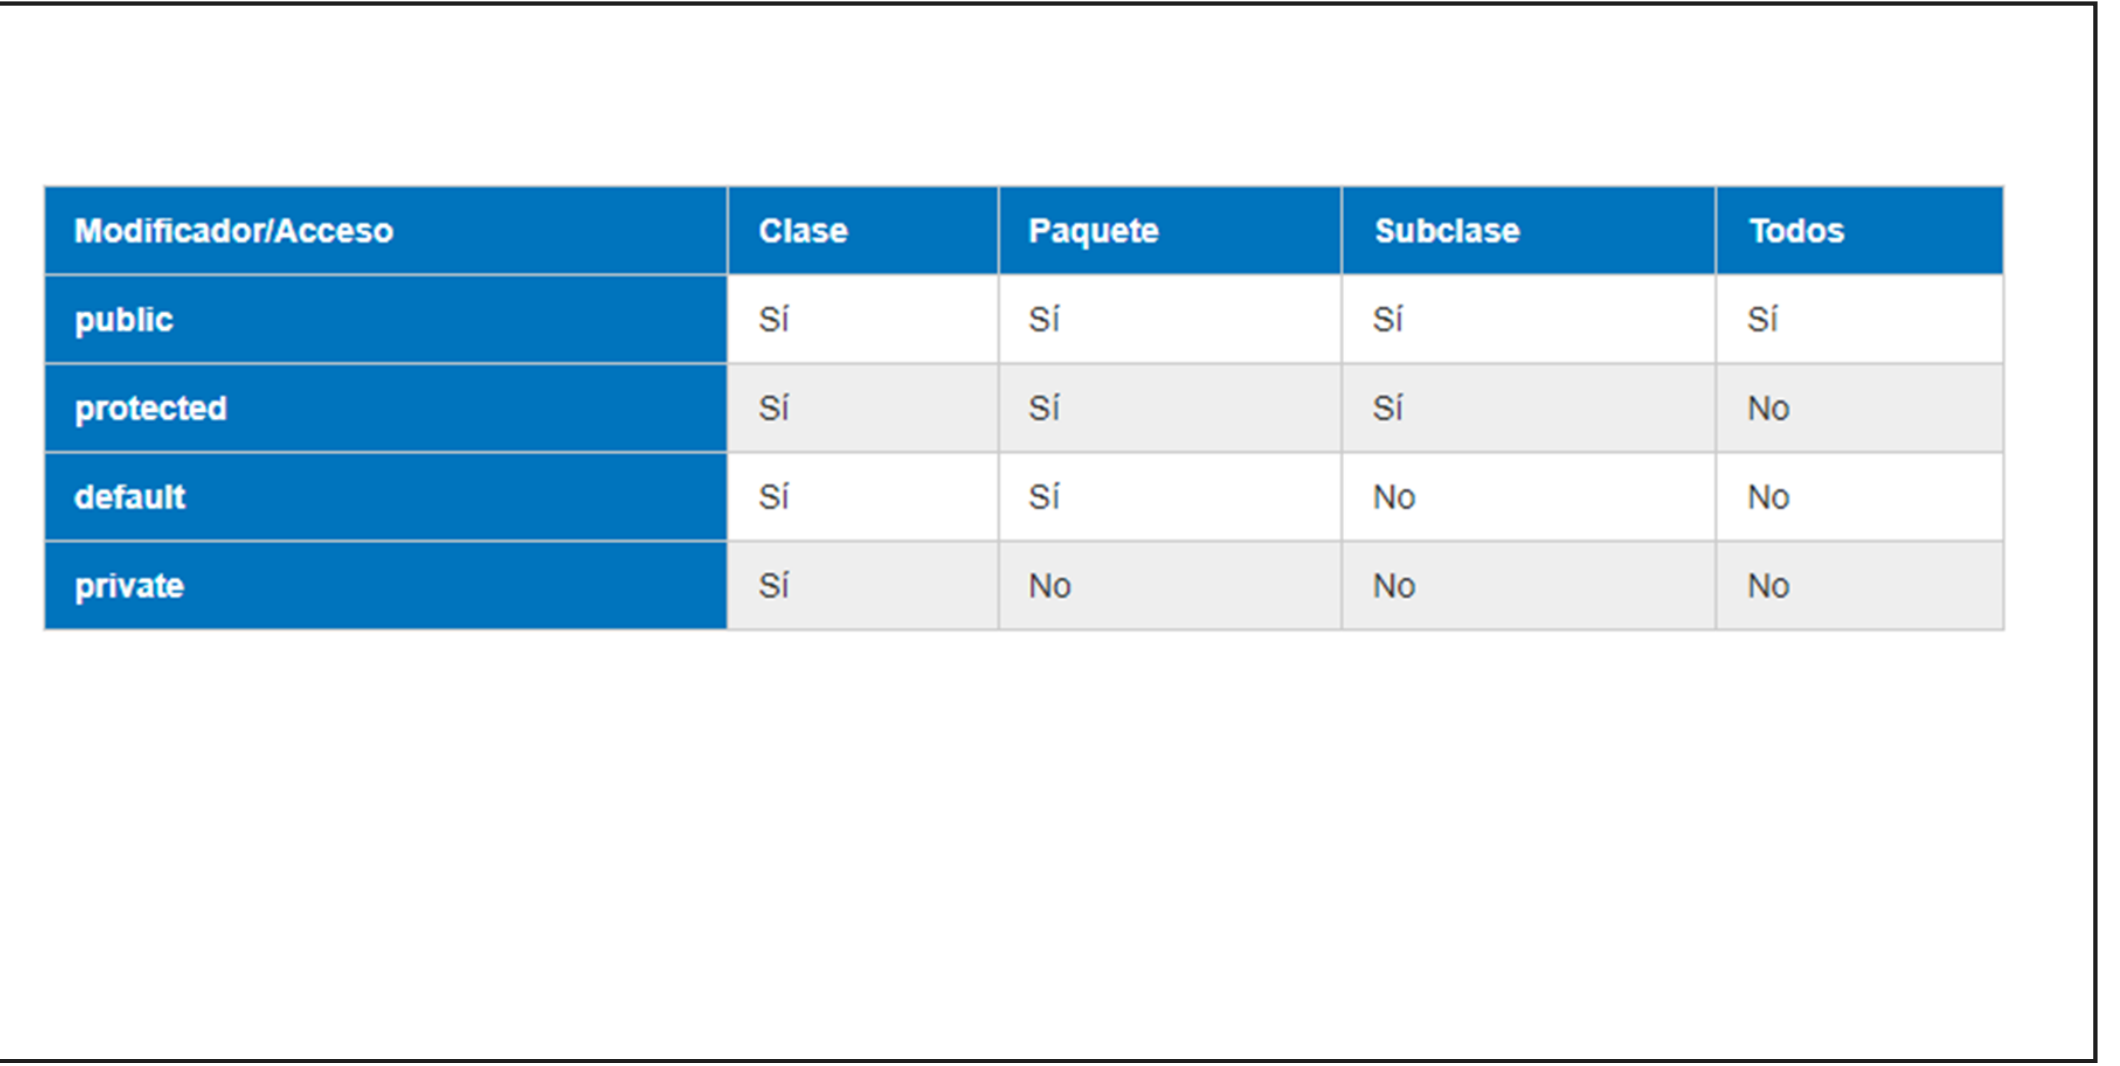 Modificador/Acceso Clase Paquete Subclase Todos
public Sí Sí Sí Sí
protected Sí Sí Sí No
default Sí Sí No No
private Sí No No No